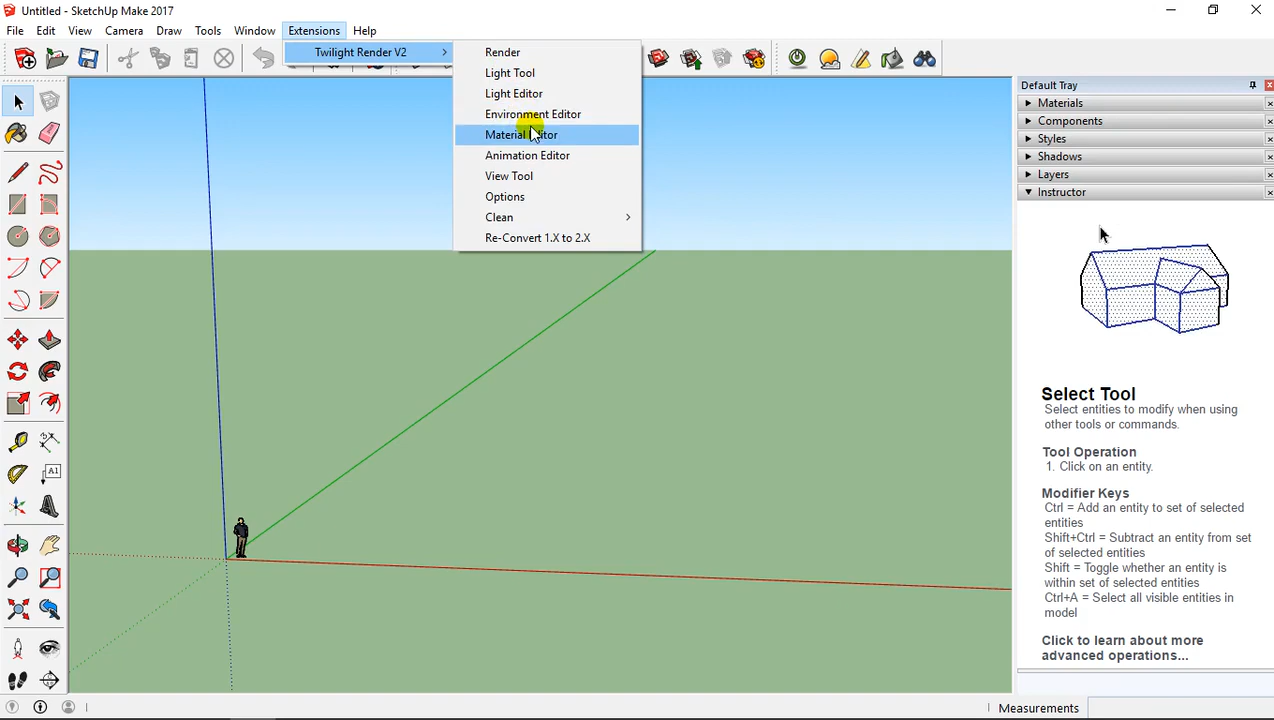 Untitled - SketchUp Make 2017
File Edit View Camera Draw Tools Window Extensions Help
Twilight Render V2
Render
Light Tool
Light Editor
Environment Editor
Material Editor
Animation Editor
View Tool
Options
Clean
Re-Convert 1.X to 2.X
A1
Default Tray
Materials
Components
Styles
Shadows
Layers
Instructor
Select Tool
Select entities to modify when using
other tools or commands.
Tool Operation
1. Click on an entity.
Modifier Keys
Ctrl = Add an entity to set of selected
entities
Shift+Ctrl = Subtract an entity from set
of selected entities
Shift = Toggle whether an entity is
within set of selected entities
Ctrl+A = Select all visible entities in
model
Click to learn about more
advanced operations...
Measurements